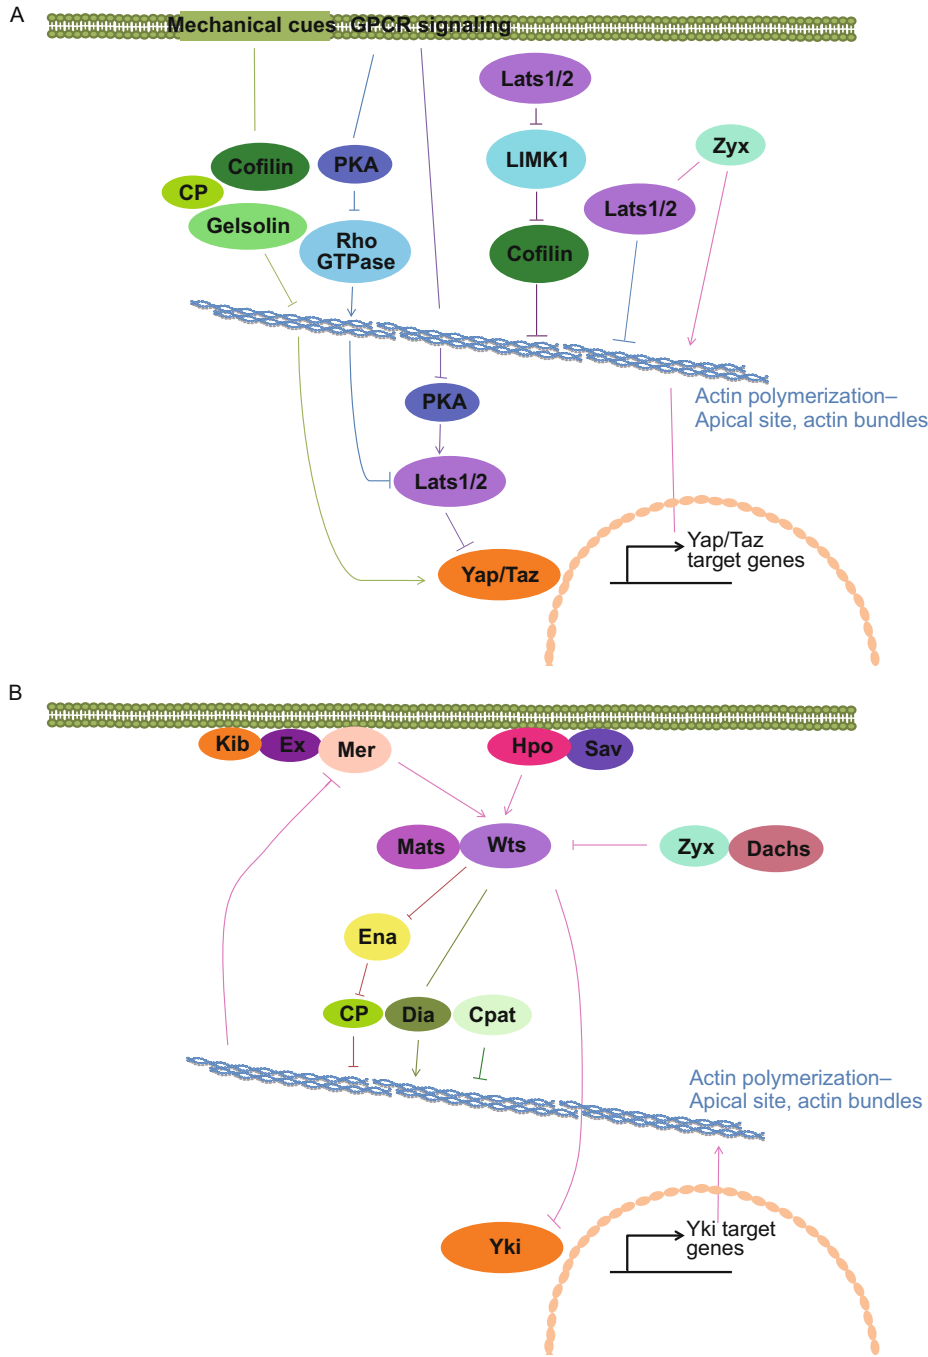 A
Mechanical cues GPCR signaling
Lats1/2
Zyx
LIMK1
Cofilin
PKA
CP
Lats1/2
Gelsolin
Rho
GTPase
Cofilin
Actin polymerization–
Apical site, actin bundles
PKA
Lats1/2
Yap/Taz
target genes
Yap/Taz
B
Kib
Ex
Mer
Hpo
Sav
Mats
Wts
Zyx
Dachs
Ena
CP
Dia
Cpat
Actin polymerization–
Apical site, actin bundles
Yki target
genes
Yki